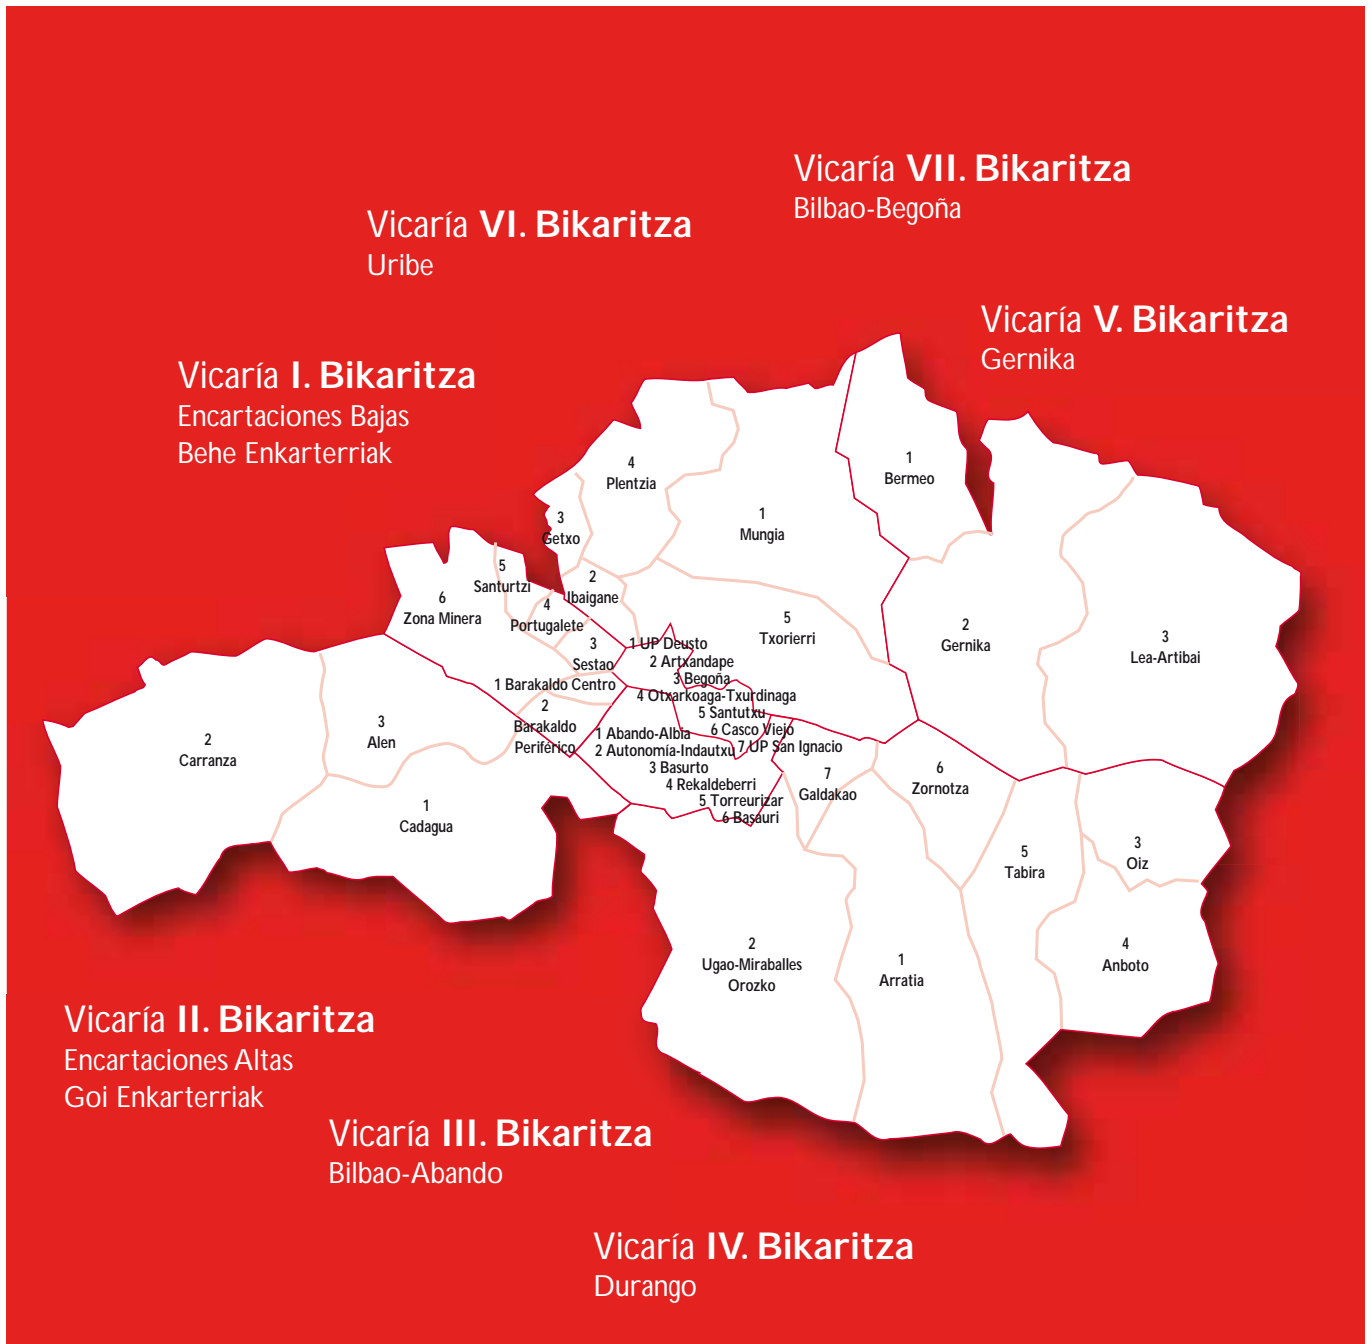 Vicaría VII. Bikaritza
Bilbao-Begoña
Vicaría VI. Bikaritza
Uribe
Vicaría V. Bikaritza
Gernika
Vicaría I. Bikaritza
Encartaciones Bajas
Behe Enkarterriak
1
Bermeo
4
Plentzia
1
Mungia
3
Getxo
5
Santurtzi
2
Ibaigane
6
Zona Minera
4
Portugalete
5
Txorierri
2
Gernika
3
Lea-Artibai
3
Sestao
1 UP Deusto
2 Artxandape
3 Begoña
4 Otxarkoaga-Txurdinaga
5 Santutxu
6 Casco Viejo
7 UP San Ignacio
1 Barakaldo Centro
2
Barakaldo
Periférico
1 Abando-Albia
2 Autonomía-Indautxu
3 Basurto
4 Rekaldeberri
5 Torreurizar
6 Basauri
2
Carranza
3
Alen
1
Cadagua
7
Galdakao
6
Zornotza
5
Tabira
3
Oiz
4
Anboto
2
Ugao-Miraballes
Orozko
1
Arratia
Vicaría II. Bikaritza
Encartaciones Altas
Goi Enkarterriak
Vicaría III. Bikaritza
Bilbao-Abando
Vicaría IV. Bikaritza
Durango